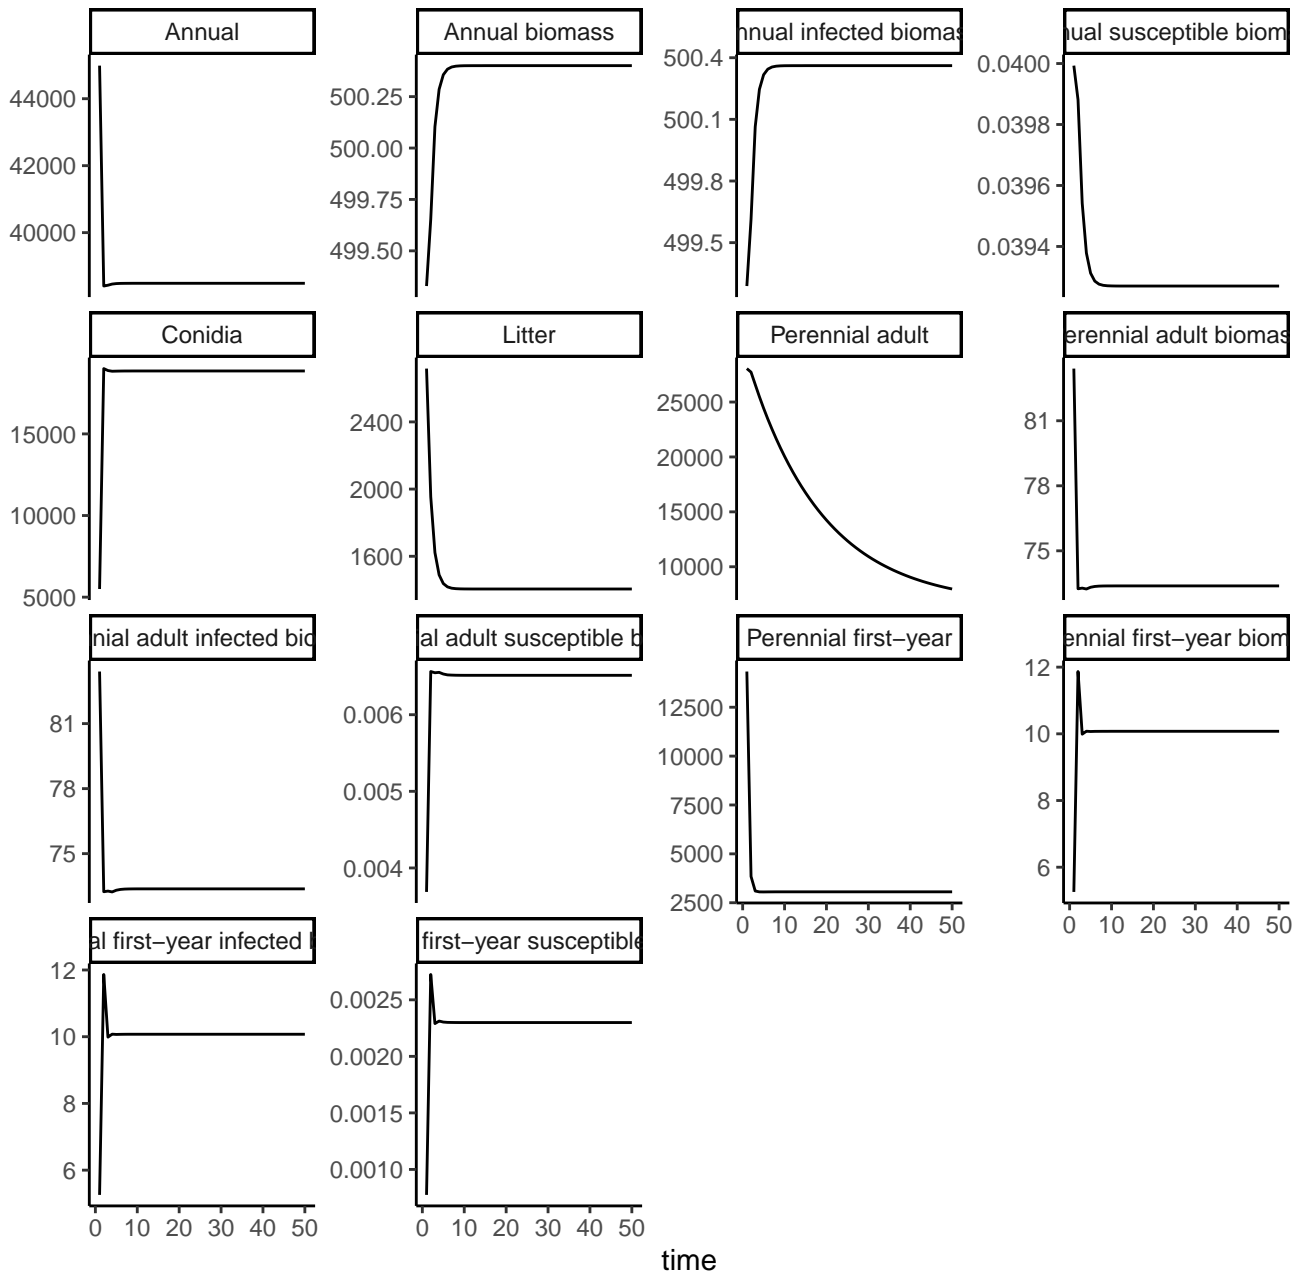 Annual
Annual biomass
nnual infected biomas
nual susceptible biom
44000
42000
40000
500.25
500.00
499.75
499.50
500.4
500.1
499.8
499.5
0.0400
0.0398
0.0396
0.0394
Conidia
Litter
Perennial adult
erennial adult biomas
15000
10000
5000
2400
2000
1600
25000
20000
15000
10000
81
78
75
nial adult infected bio
al adult susceptible b
Perennial first−year
ennial first−year biom
81
78
75
0.006
0.005
0.004
12500
10000
7500
5000
2500
12
10
8
6
0 10 20 30 40 50
0 10 20 30 40 50
al first−year infected b
first−year susceptible
12
10
8
6
0.0025
0.0020
0.0015
0.0010
0 10 20 30 40 50
0 10 20 30 40 50
time